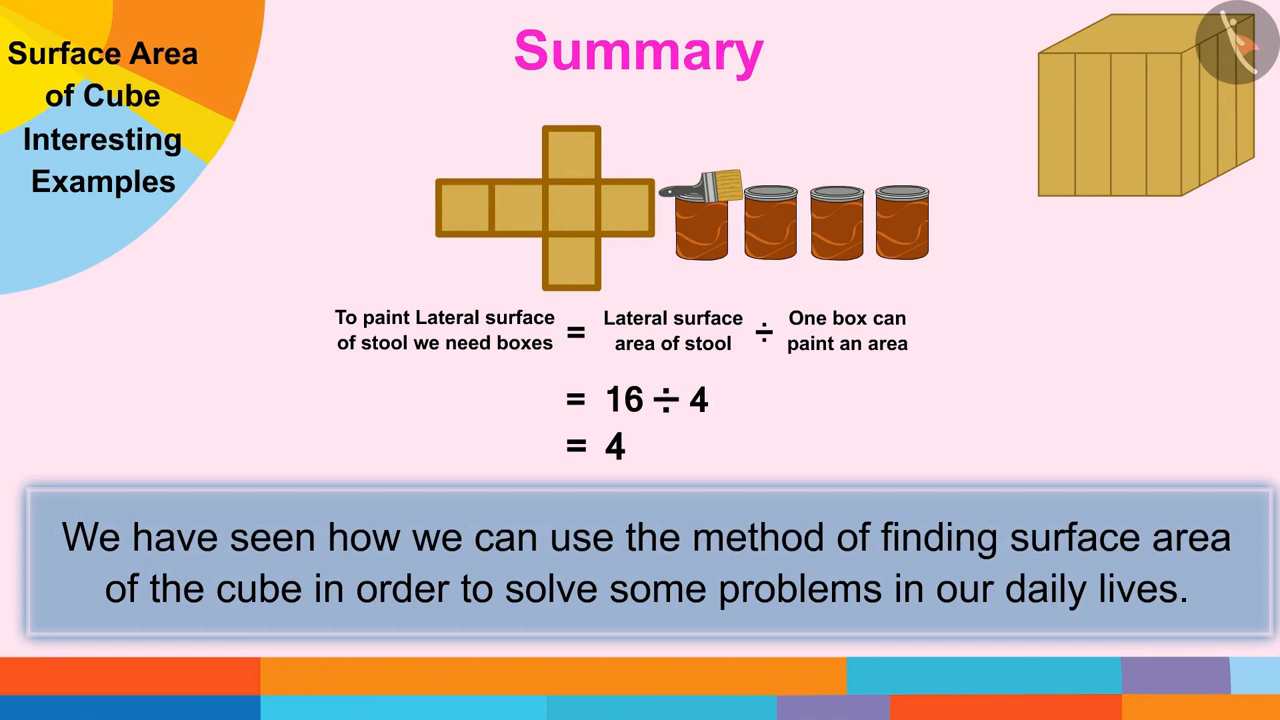 Surface Area
of Cube
Interesting
Examples
Summary
To paint Lateral surface
of stool we need boxes
=
Lateral surface
area of stool
÷
One box can
paint an area
= 16 ÷ 4
= 4
We have seen how we can use the method of finding surface area
of the cube in order to solve some problems in our daily lives.